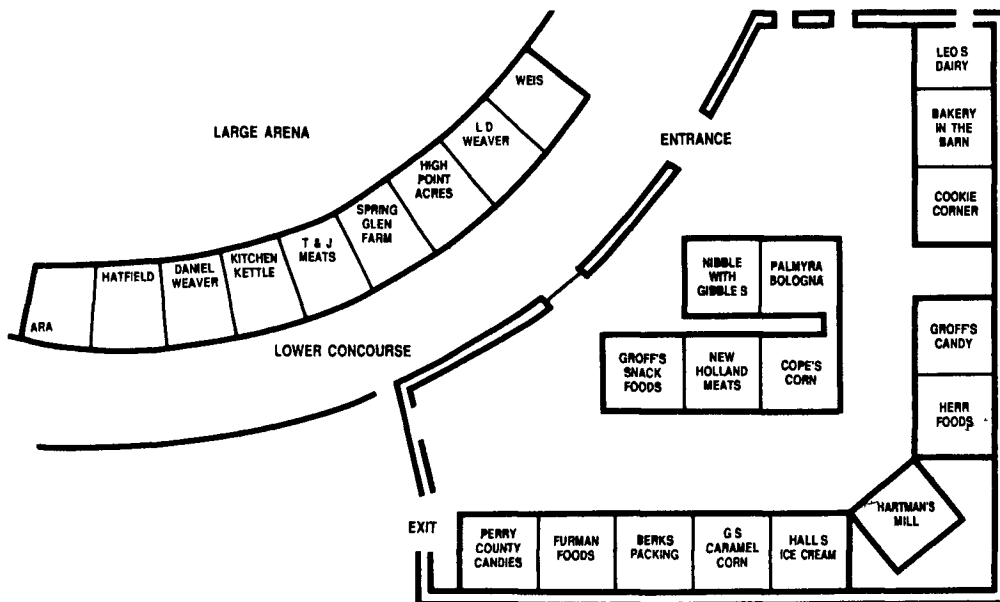 LEO S
DAIRY
WEIS
BAKERY
IN THE
BARN
LARGE ARENA
L D
WEAVER
ENTRANCE
HIGH
POINT
ACRES
COOKIE
CORNER
SPRING
GLEN
FARM
T & J
MEATS
KITCHEN
KETTLE
DANIEL
WEAVER
HATFIELD
ARA
NIBBLE
WITH
GIBBLE S
PALMYRA
BOLOGNA
LOWER CONCOURSE
GROFF'S
SNACK
FOODS
NEW
HOLLAND
MEATS
COPE'S
CORN
GROFF'S
CANDY
HERR
FOODS
HARTMAN'S
MILL
EXIT
PERRY
COUNTY
CANDIES
FURMAN
FOODS
BERKS
PACKING
G S
CARAMEL
CORN
HALL S
ICE CREAM